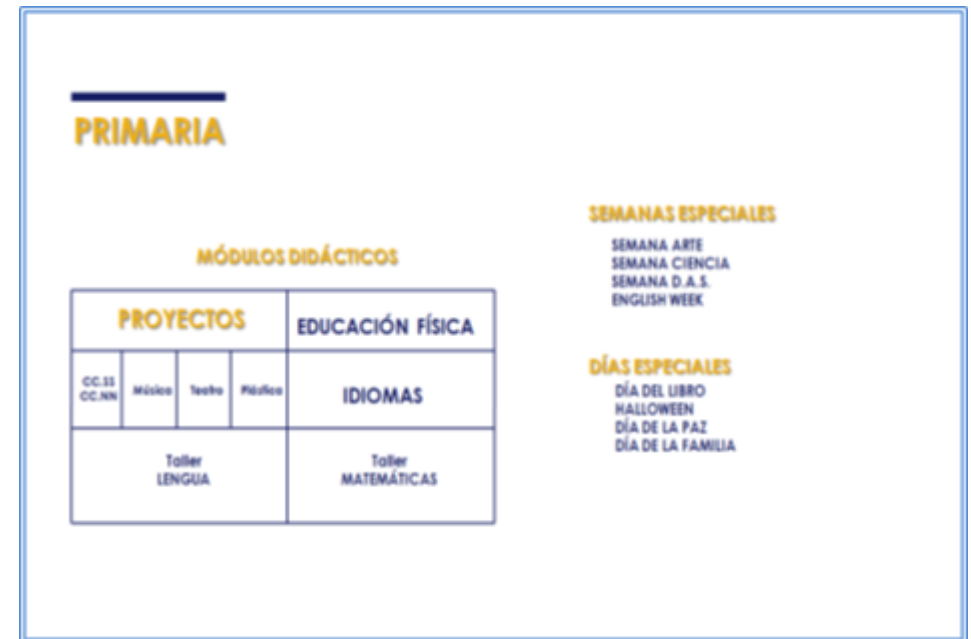 PRIMARIA
MÓDULOS DIDÁCTICOS
PROYECTOS
EDUCACIÓN FÍSICA
CC.SS
CC.NN
Música
Teatro
Plástica
IDIOMAS
Taller
LENGUA
Taller
MATEMÁTICAS
SEMANAS ESPECIALES
SEMANA ARTE
SEMANA CIENCIA
SEMANA D.A.S.
ENGLISH WEEK
DÍAS ESPECIALES
DÍA DEL LIBRO
HALLOWEEN
DÍA DE LA PAZ
DÍA DE LA FAMILIA